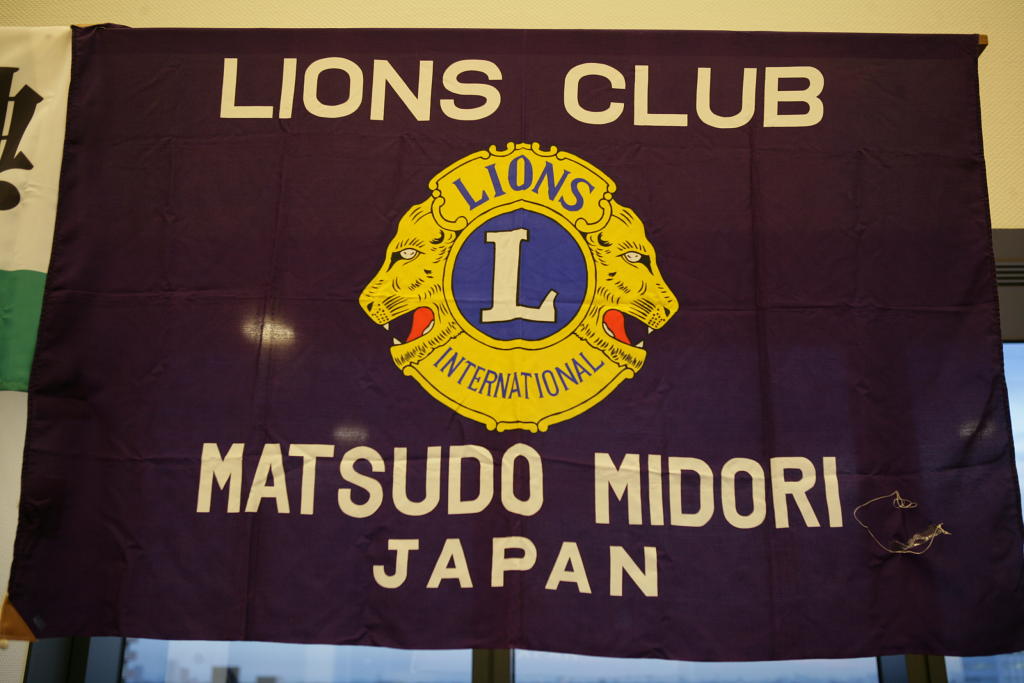 LIONS CLUB
LIONS
L
INTERNATIONAL
MATSUDO MIDORI
JAPAN